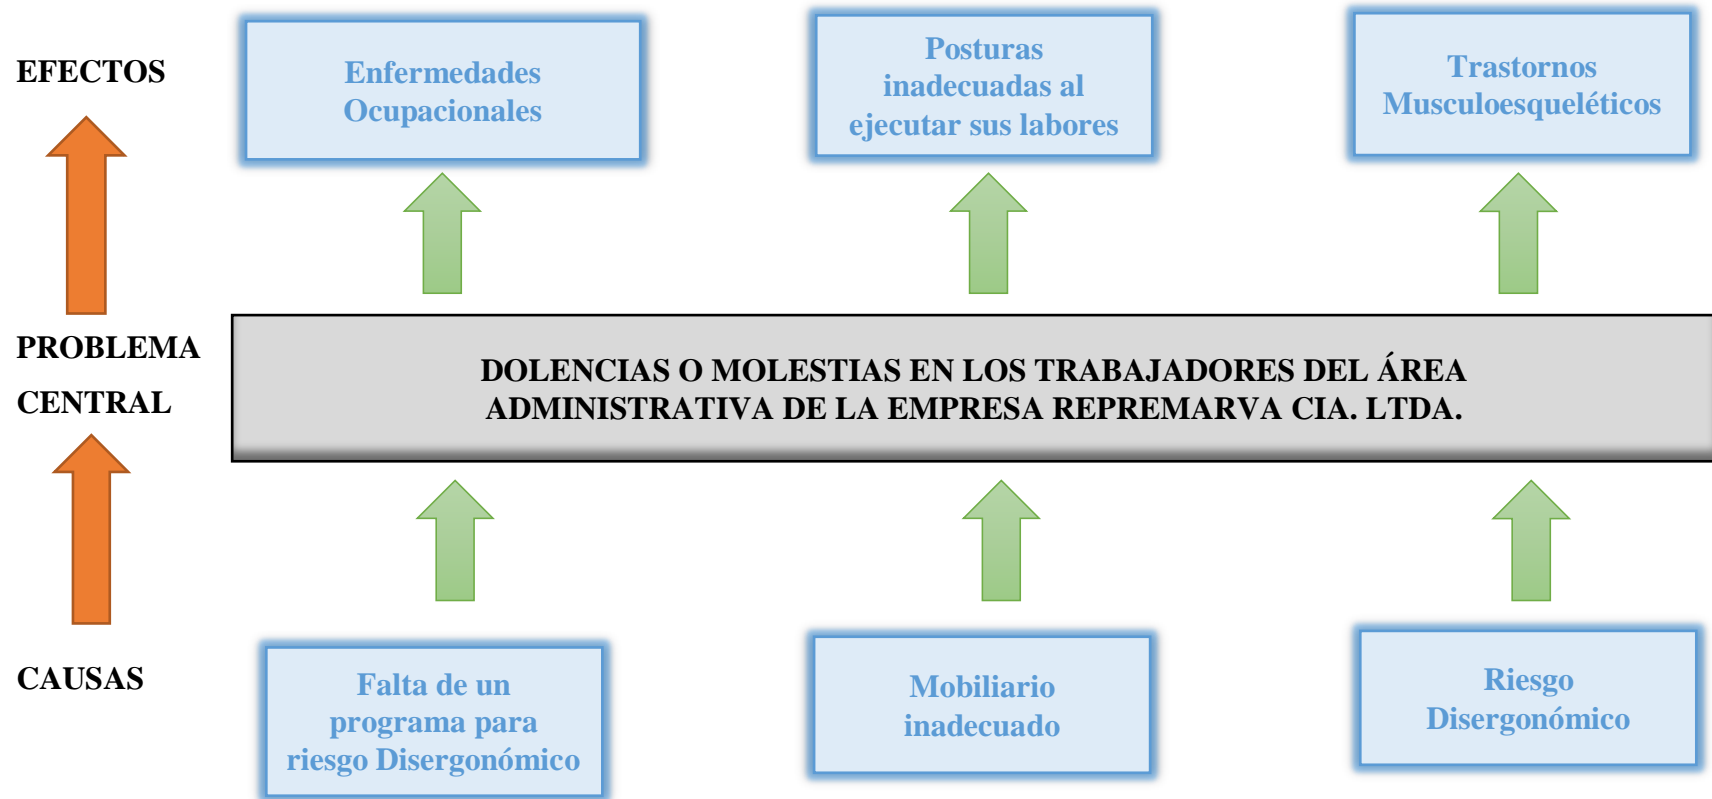 EFECTOS
Enfermedades
Ocupacionales
Posturas
inadecuadas al
ejecutar sus labores
Trastornos
Musculoesqueléticos
PROBLEMA
CENTRAL
DOLENCIAS O MOLESTIAS EN LOS TRABAJADORES DEL ÁREA
ADMINISTRATIVA DE LA EMPRESA REPREMARVA CIA. LTDA.
CAUSAS
Falta de un
programa para
riesgo Disergonómico
Mobiliario
inadecuado
Riesgo
Disergonómico